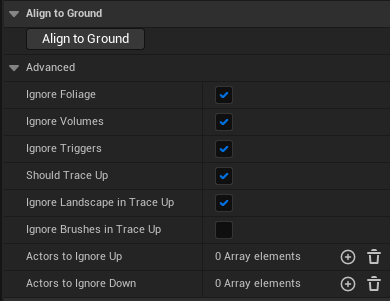 Align to Ground
Align to Ground
Advanced
Ignore Foliage
Ignore Volumes
Ignore Triggers
Should Trace Up
Ignore Landscape in Trace Up
Ignore Brushes in Trace Up
Actors to Ignore Up 0 Array elements
Actors to Ignore Down 0 Array elements